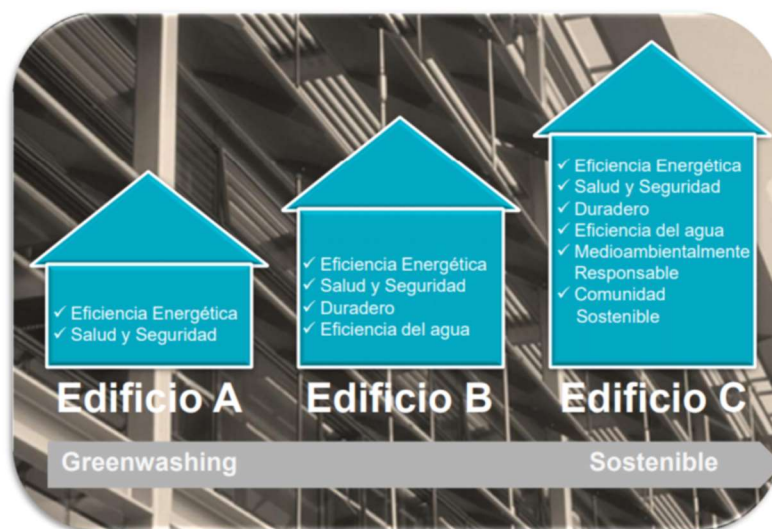 ✓ Eficiencia Energética
✓ Salud y Seguridad
Edificio A
✓ Eficiencia Energética
✓ Salud y Seguridad
✓ Duradero
✓ Eficiencia del agua
Edificio B
✓ Eficiencia Energética
✓ Salud y Seguridad
✓ Duradero
✓ Eficiencia del agua
✓ Medioambientalmente
Responsable
✓ Comunidad
Sostenible
Edificio C
Greenwashing
Sostenible